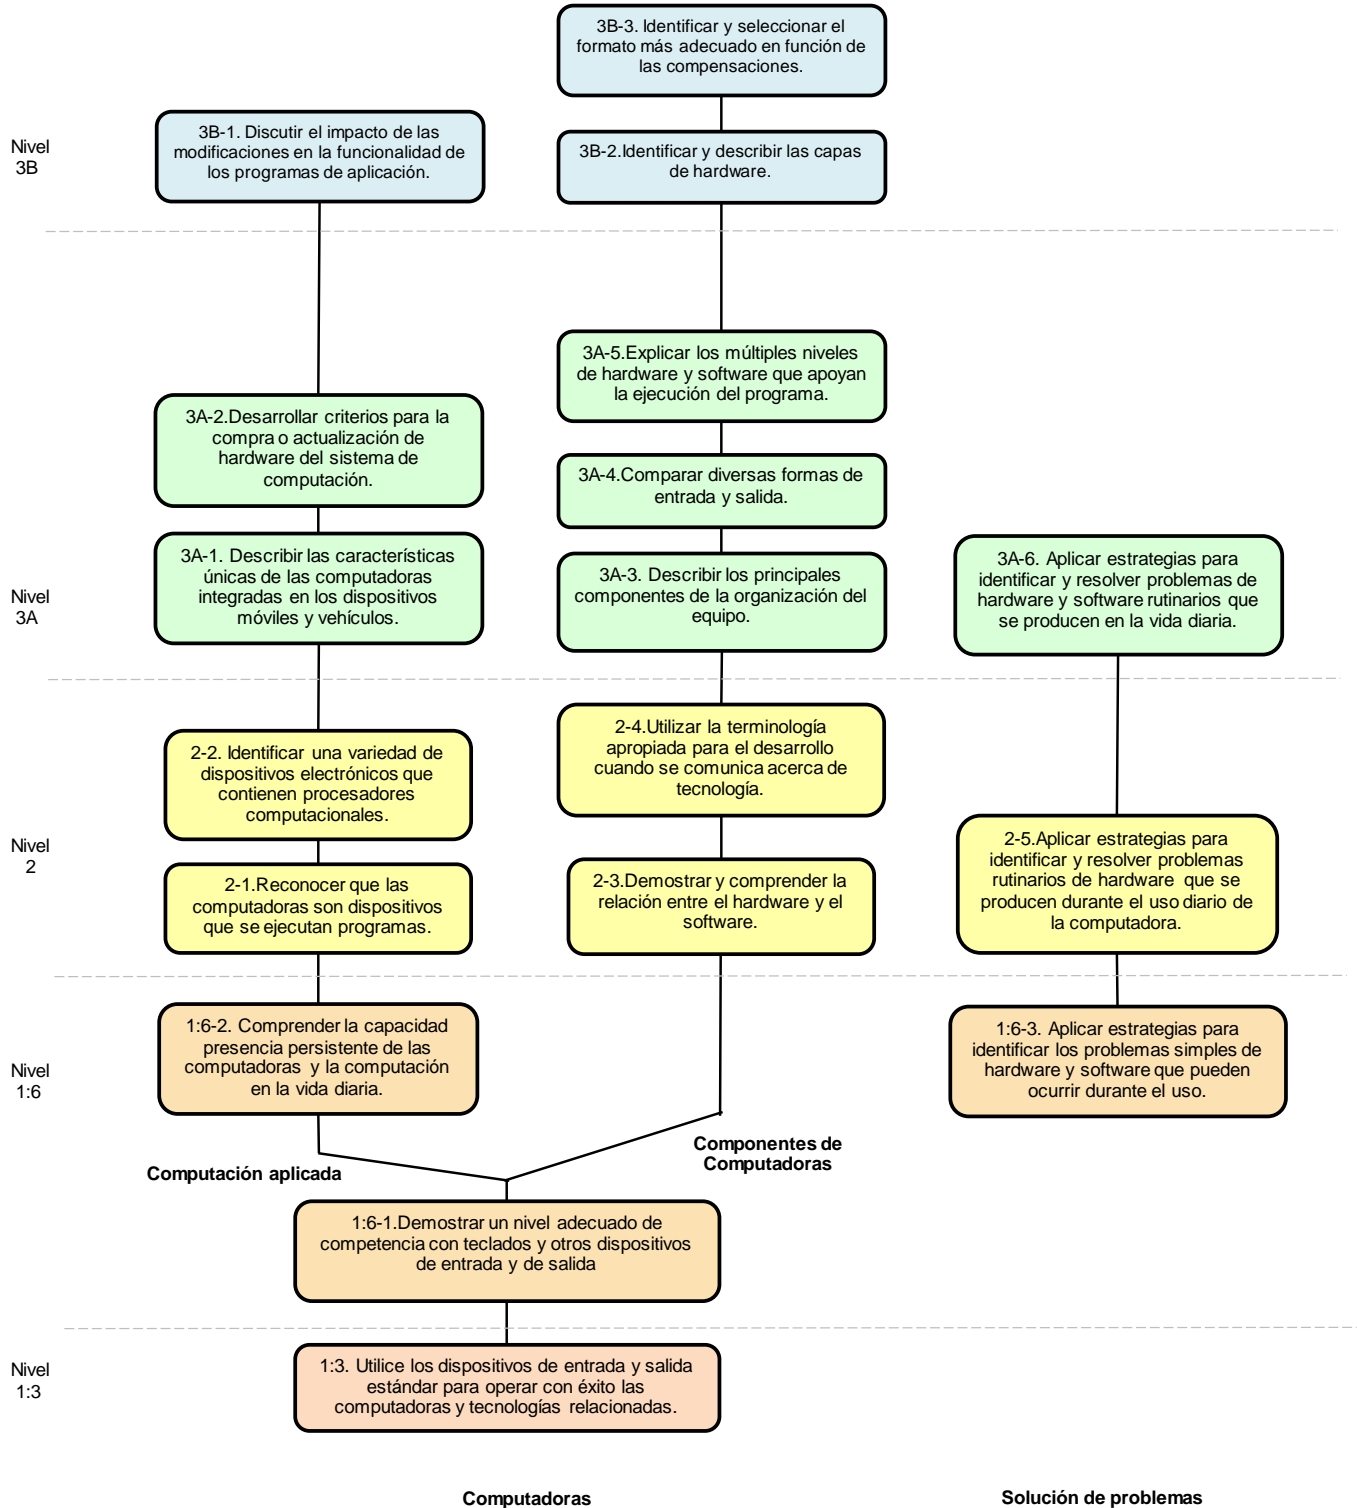 3B-3. Identificar y seleccionar el
formato más adecuado en función de
las compensaciones.
Nivel
3B
3B-1. Discutir el impacto de las
modificaciones en la funcionalidad de
los programas de aplicación.
3B-2.Identificar y describir las capas
de hardware.
3A-5.Explicar los múltiples niveles
de hardware y software que apoyan
la ejecución del programa.
3A-2.Desarrollar criterios para la
compra o actualización de
hardware del sistema de
computación.
3A-4.Comparar diversas formas de
entrada y salida.
Nivel
3A
3A-1. Describir las características
únicas de las computadoras
integradas en los dispositivos
móviles y vehículos.
3A-3. Describir los principales
componentes de la organización del
equipo.
3A-6. Aplicar estrategias para
identificar y resolver problemas de
hardware y software rutinarios que
se producen en la vida diaria.
2-2. Identificar una variedad de
dispositivos electrónicos que
contienen procesadores
computacionales.
2-4.Utilizar la terminología
apropiada para el desarrollo
cuando se comunica acerca de
tecnología.
Nivel
2
2-1.Reconocer que las
computadoras son dispositivos
que se ejecutan programas.
2-3.Demostrar y comprender la
relación entre el hardware y el
software.
2-5.Aplicar estrategias para
identificar y resolver problemas
rutinarios de hardware que se
producen durante el uso diario de
la computadora.
Nivel
1:6
1:6-2. Comprender la capacidad
presencia persistente de las
computadoras y la computación
en la vida diaria.
1:6-3. Aplicar estrategias para
identificar los problemas simples de
hardware y software que pueden
ocurrir durante el uso.
Computación aplicada
Componentes de
Computadoras
1:6-1.Demostrar un nivel adecuado de
competencia con teclados y otros dispositivos
de entrada y de salida
Nivel
1:3
1:3. Utilice los dispositivos de entrada y salida
estándar para operar con éxito las
computadoras y tecnologías relacionadas.
Computadoras
Solución de problemas